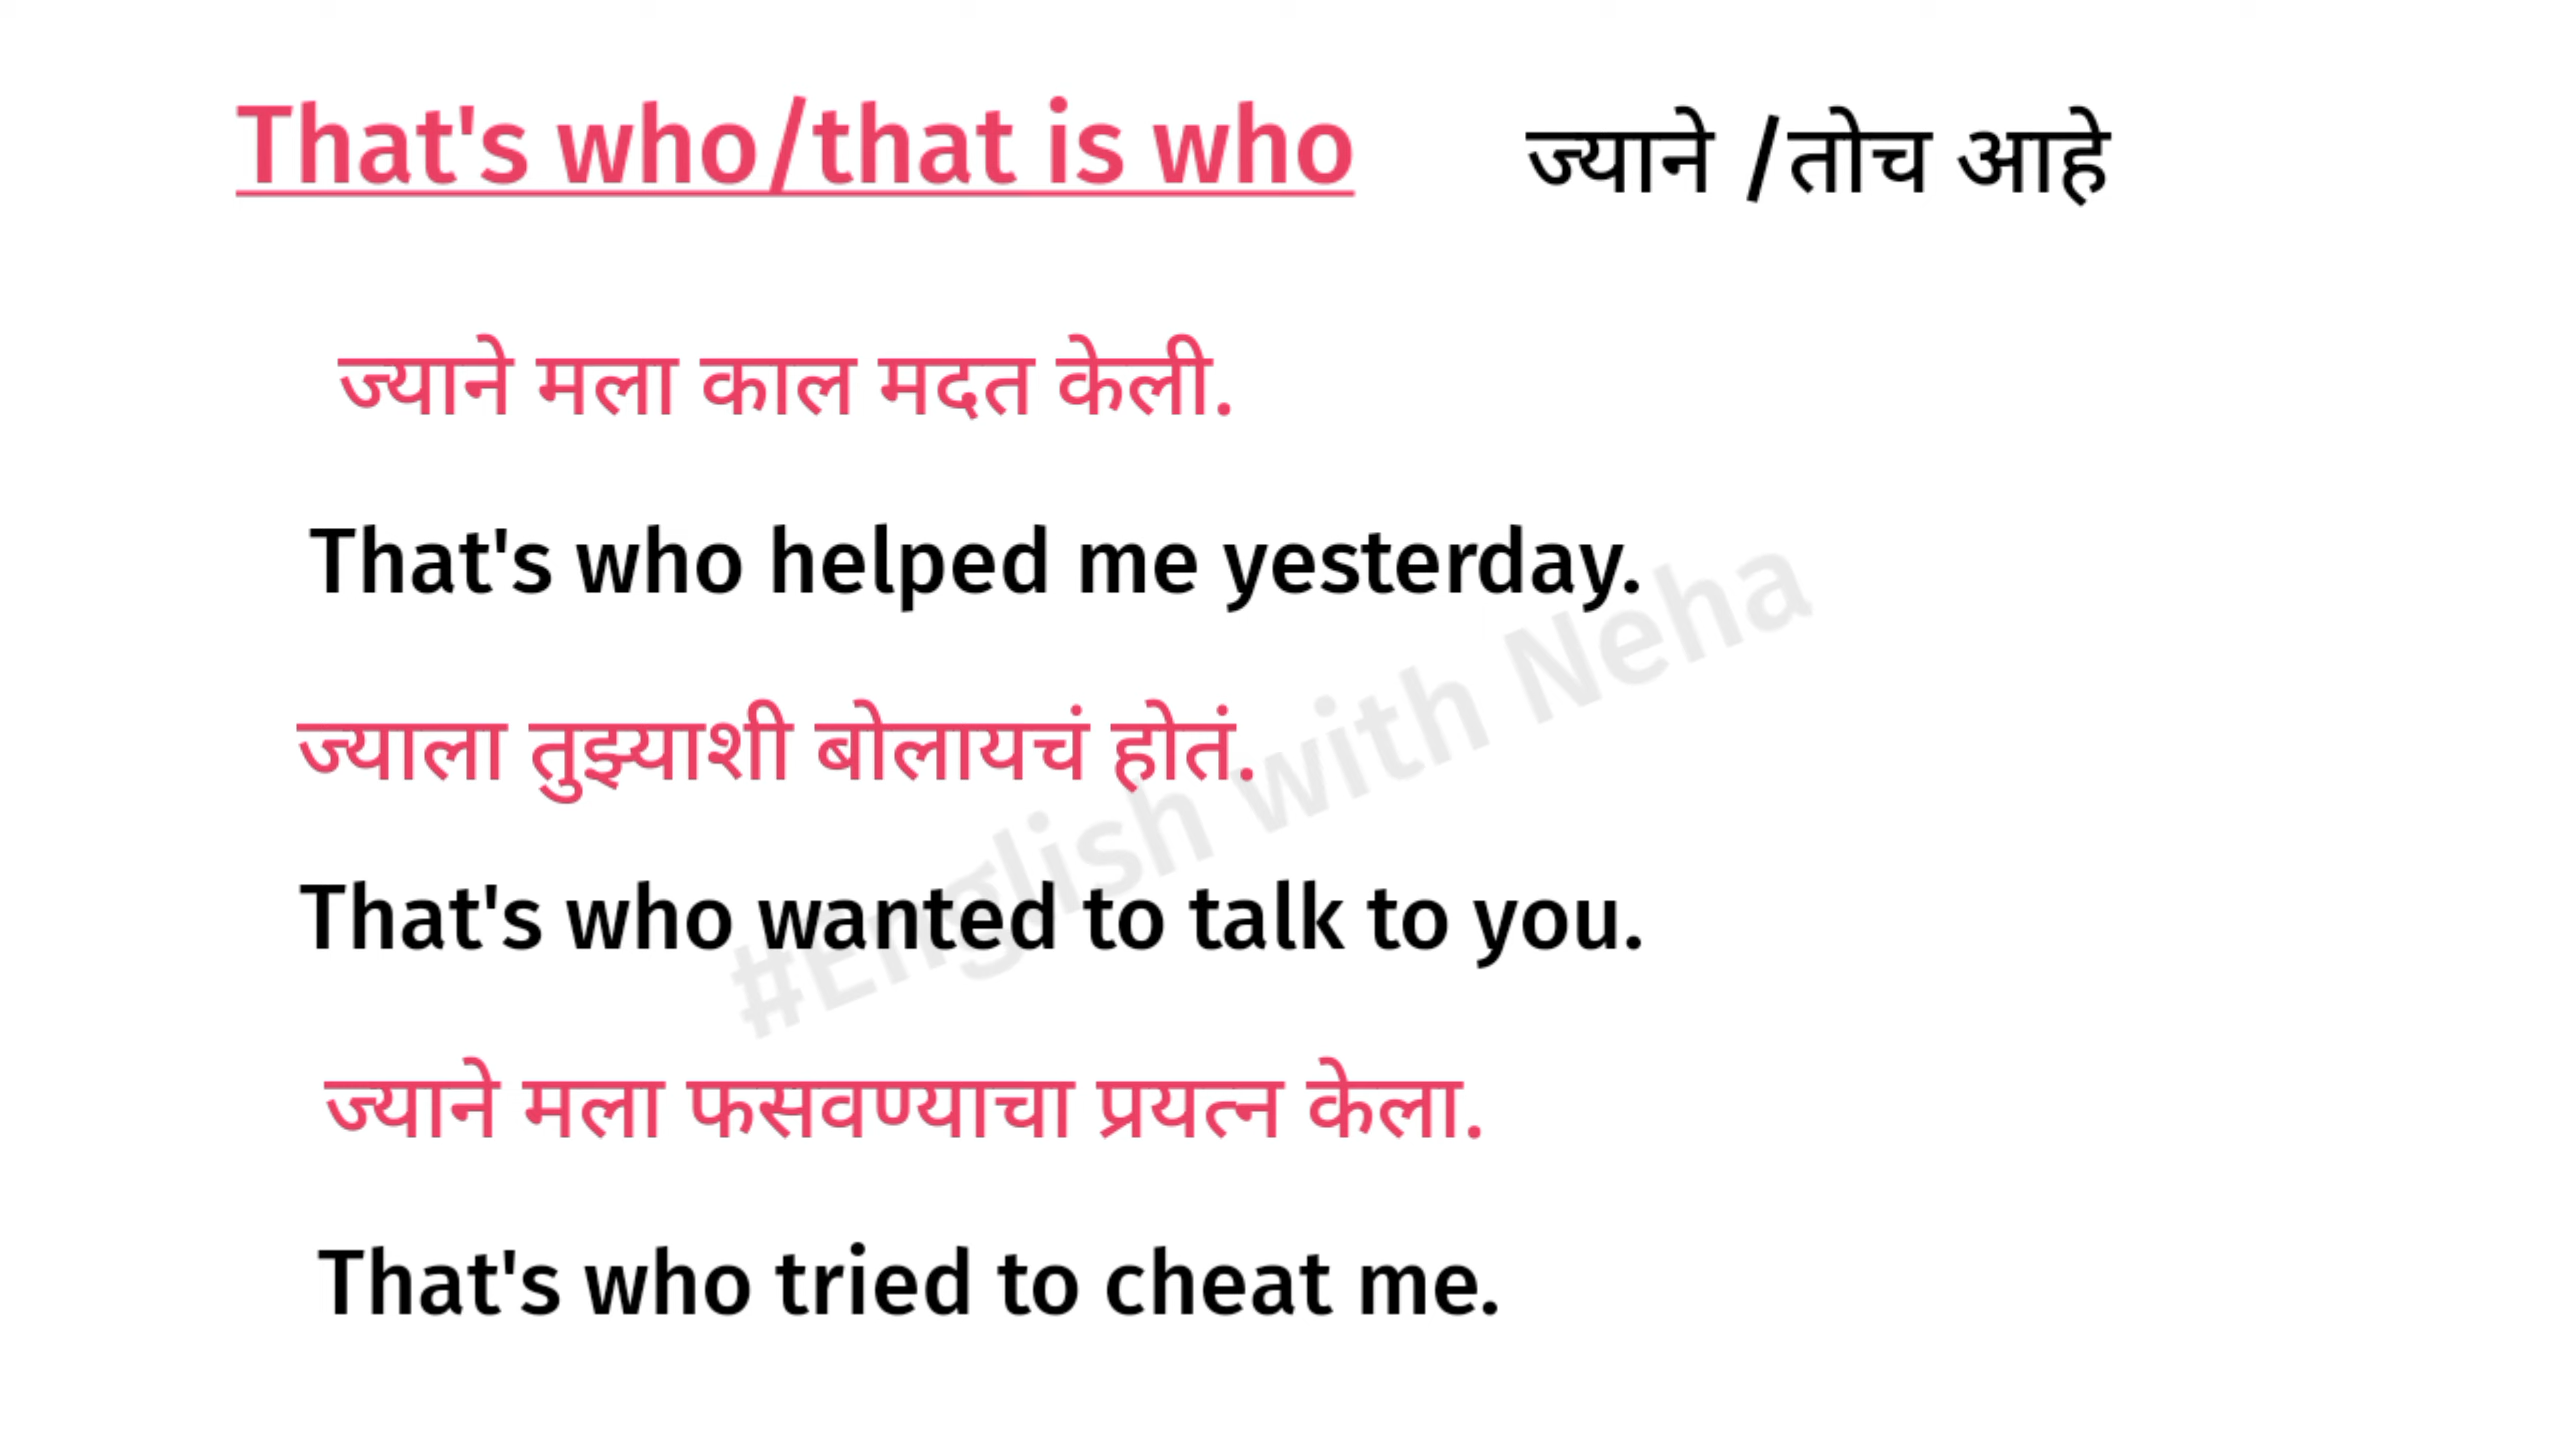 That's who/that is who ज्याने /तोच आहे
ज्याने मला काल मदत केली.
That's who helped me yesterday.
ज्याला तुझ्याशी बोलायचं होतं.
That's who wanted to talk to you.
ज्याने मला फसवण्याचा प्रयत्न केला.
That's who tried to cheat me.
#English with Neha